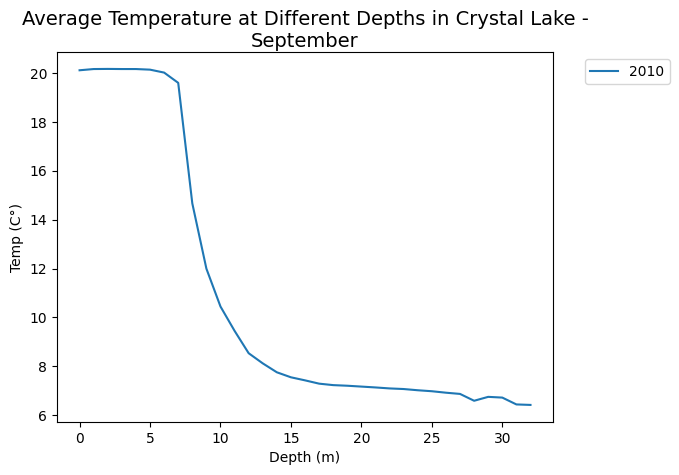 Average Temperature at Different Depths in Crystal Lake -
September
2010
20
18
16
14
12
10
8
6
Temp (C°)
0 5 10 15 20 25 30
Depth (m)